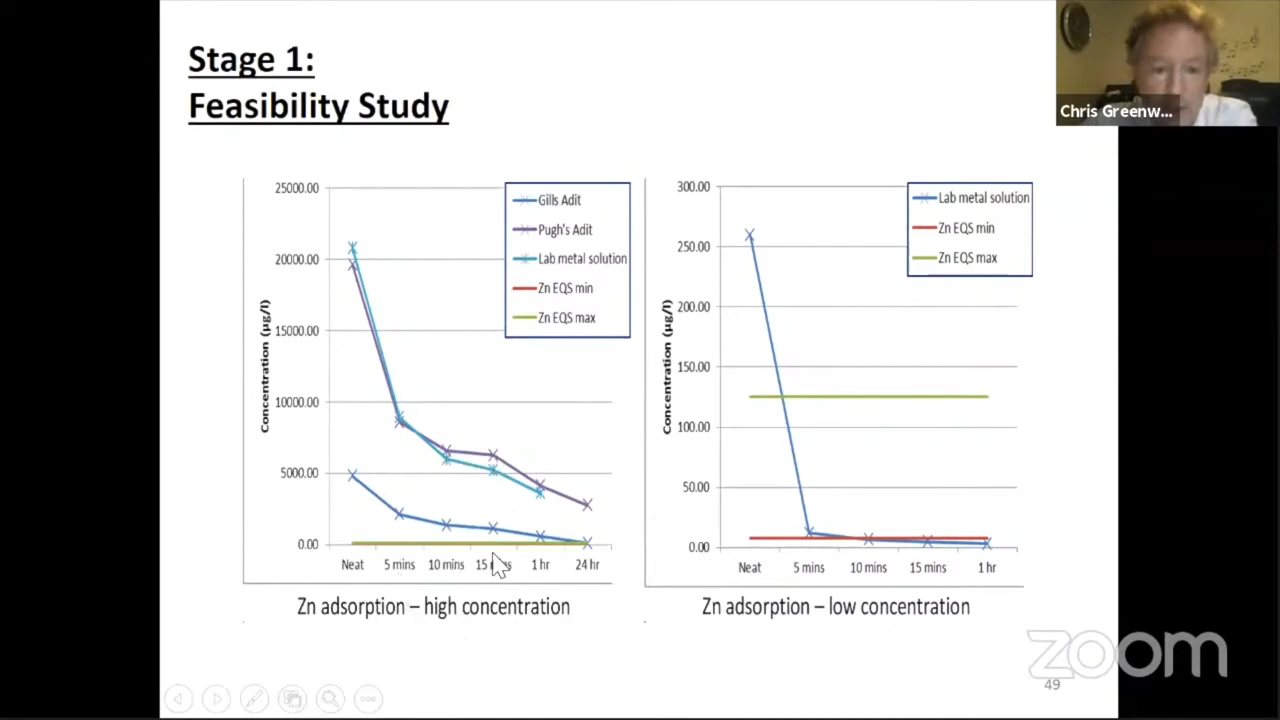 Stage 1:
Feasibility Study
Chris Greenw...
25000.00
20000.00
15000.00
10000.00
5000.00
0.00
Concentration (µg/l)
Gills Adit
Pugh's Adit
Lab metal solution
Zn EQS min
Zn EQS max
Neat 5 mins 10 mins 15 1 hr 24 hr
Zn adsorption – high concentration
300.00
250.00
200.00
150.00
100.00
50.00
0.00
Concentration (µg/l)
Lab metal solution
Zn EQS min
Zn EQS max
Neat 5 mins 10 mins 15 mins 1 hr
Zn adsorption – low concentration
zoom
49